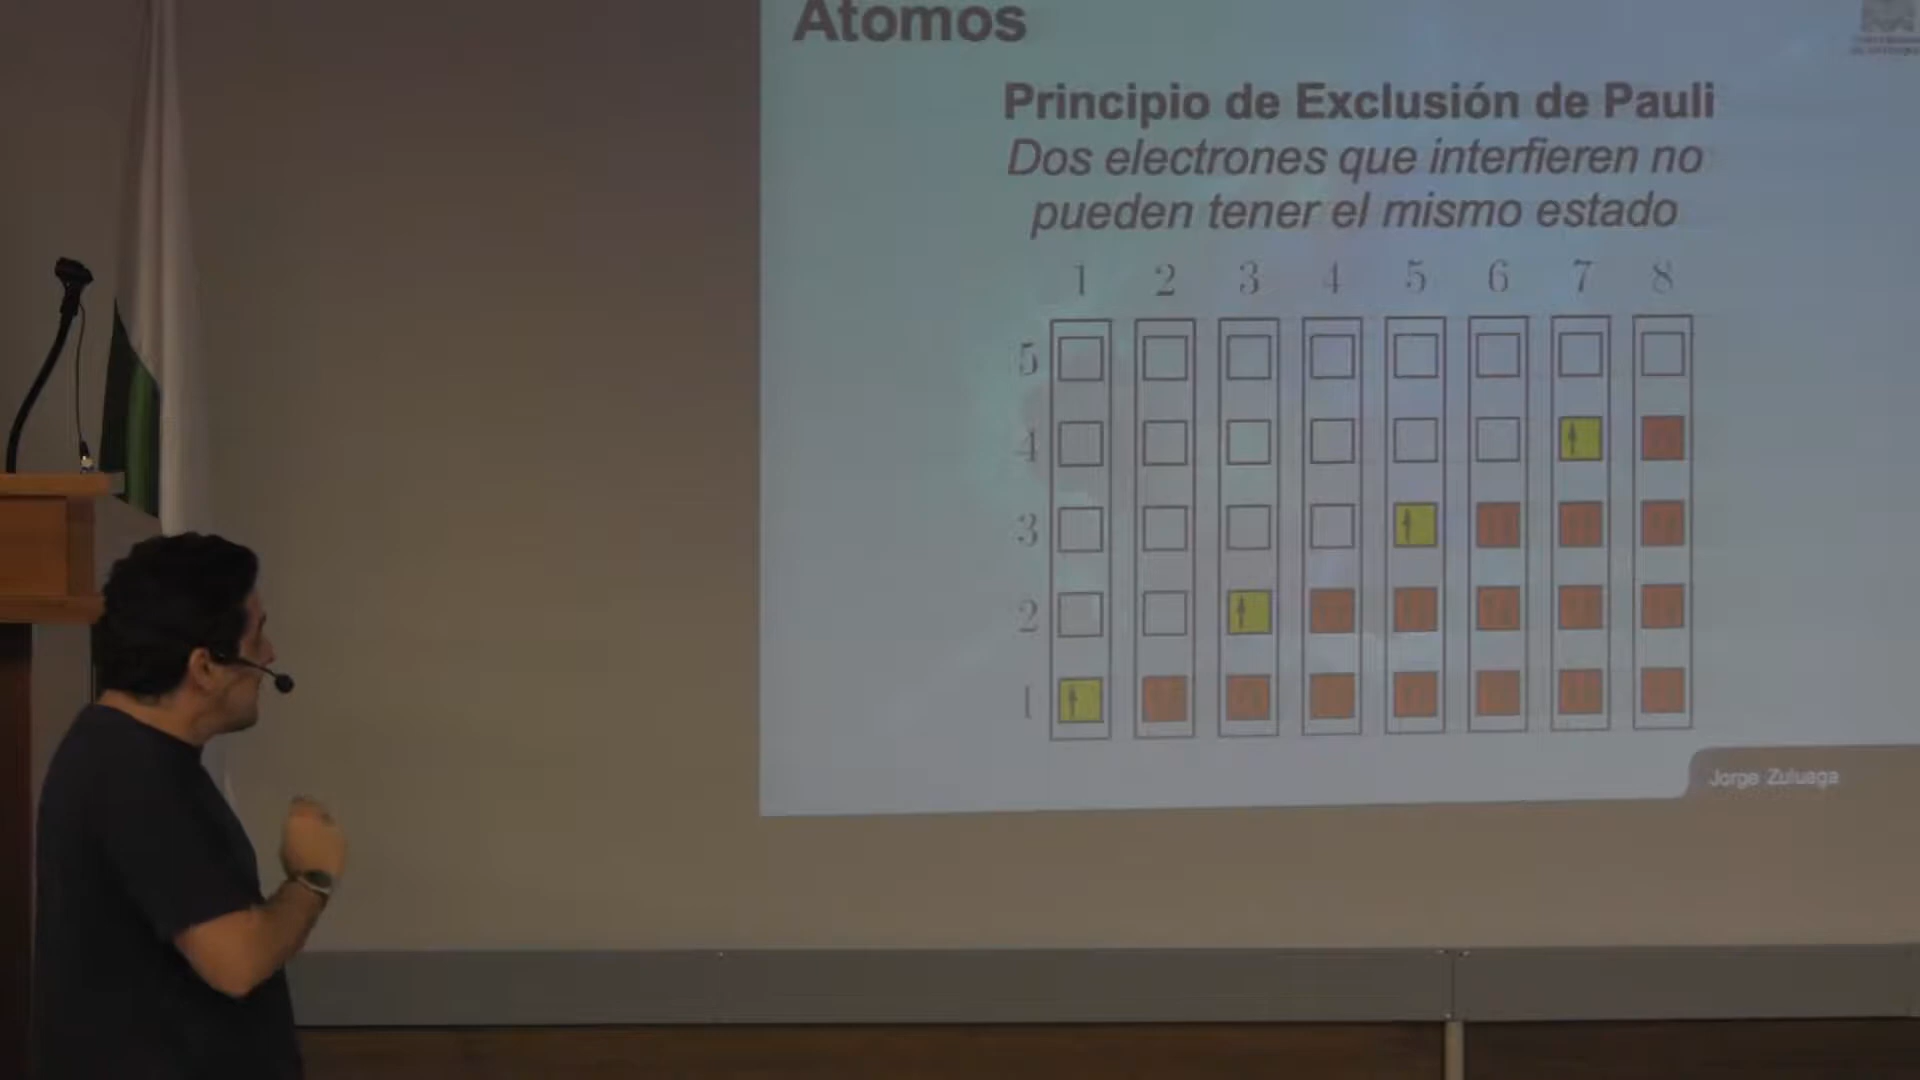 Átomos
Principio de Exclusión de Pauli
Dos electrones que interfieren no
pueden tener el mismo estado
1 2 3 4 5 6 7 8
5
4
3
2
1
Jorge Zuluaga